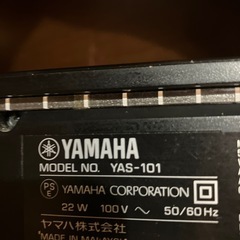 YAMAHA
MODEL NO. YAS-101
PS E YAMAHA CORPORATION
22 W 100 V ~ 50/60 Hz
ヤマハ株式会社
MADE IN MALAYSIA